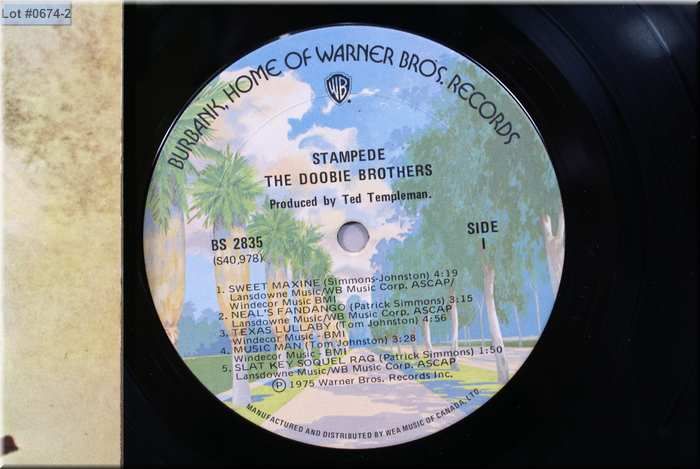 Lot #0674-2
BURBANK, HOME OF WARNER BROS. RECORDS
WB
STAMPEDE
THE DOOBIE BROTHERS
Produced by Ted Templeman.
BS 2835
(S40,978)
SIDE
I
1. SWEET MAXINE (Simmons-Johnston) 4:19
Lansdowne Music/WB Music Corp. ASCAP/
Windecor Music BMI
2. NEAL'S FANDANGO (Patrick Simmons) 3:15
Lansdowne Music/WB Music Corp. ASCAP
3. TEXAS LULLABY (Tom Johnston) 4:56
Windecor Music - BMI
4. MUSIC MAN (Tom Johnston) 3:28
Windecor Music - BMI
5. SLAT KEY SOQUEL RAG (Patrick Simmons) 1:50
Lansdowne Music/WB Music Corp. ASCAP
Ⓟ 1975 Warner Bros. Records Inc.
MANUFACTURED AND DISTRIBUTED BY WEA MUSIC OF CANADA, LTD.